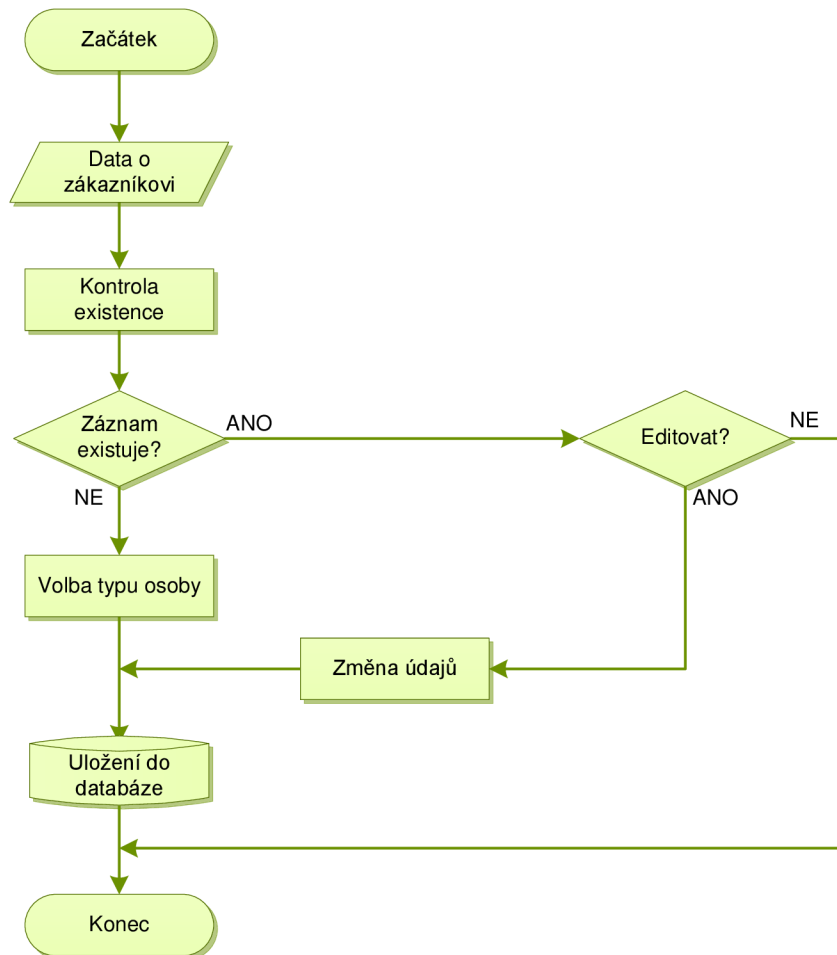 Začátek
Data o
zákazníkovi
Kontrola
existence
Záznam
existuje?
ANO
Editovat?
NE
NE
ANO
Volba typu osoby
Změna údajů
Uložení do
databáze
Konec